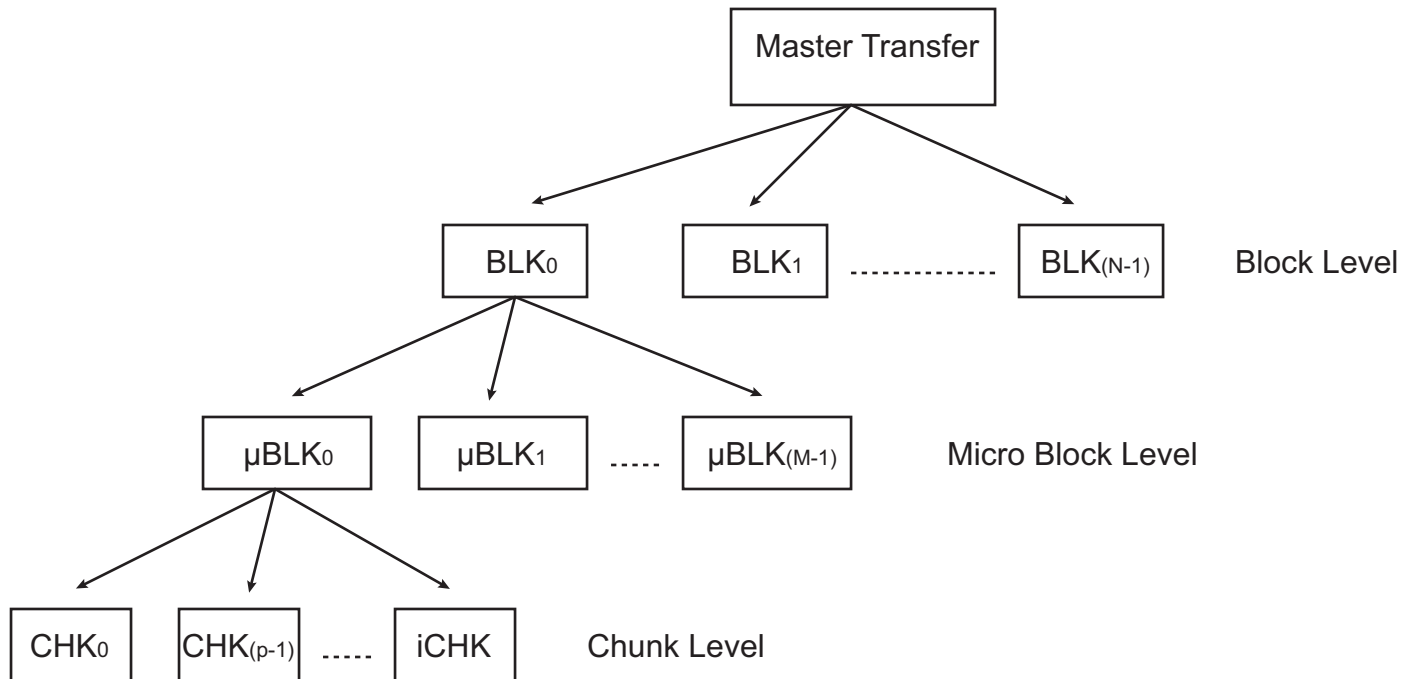 Master Transfer
BLK0 BLK1 BLK(N-1) Block Level
µBLK0 µBLK1 µBLK(M-1) Micro Block Level
CHK0 CHK(p-1) iCHK Chunk Level